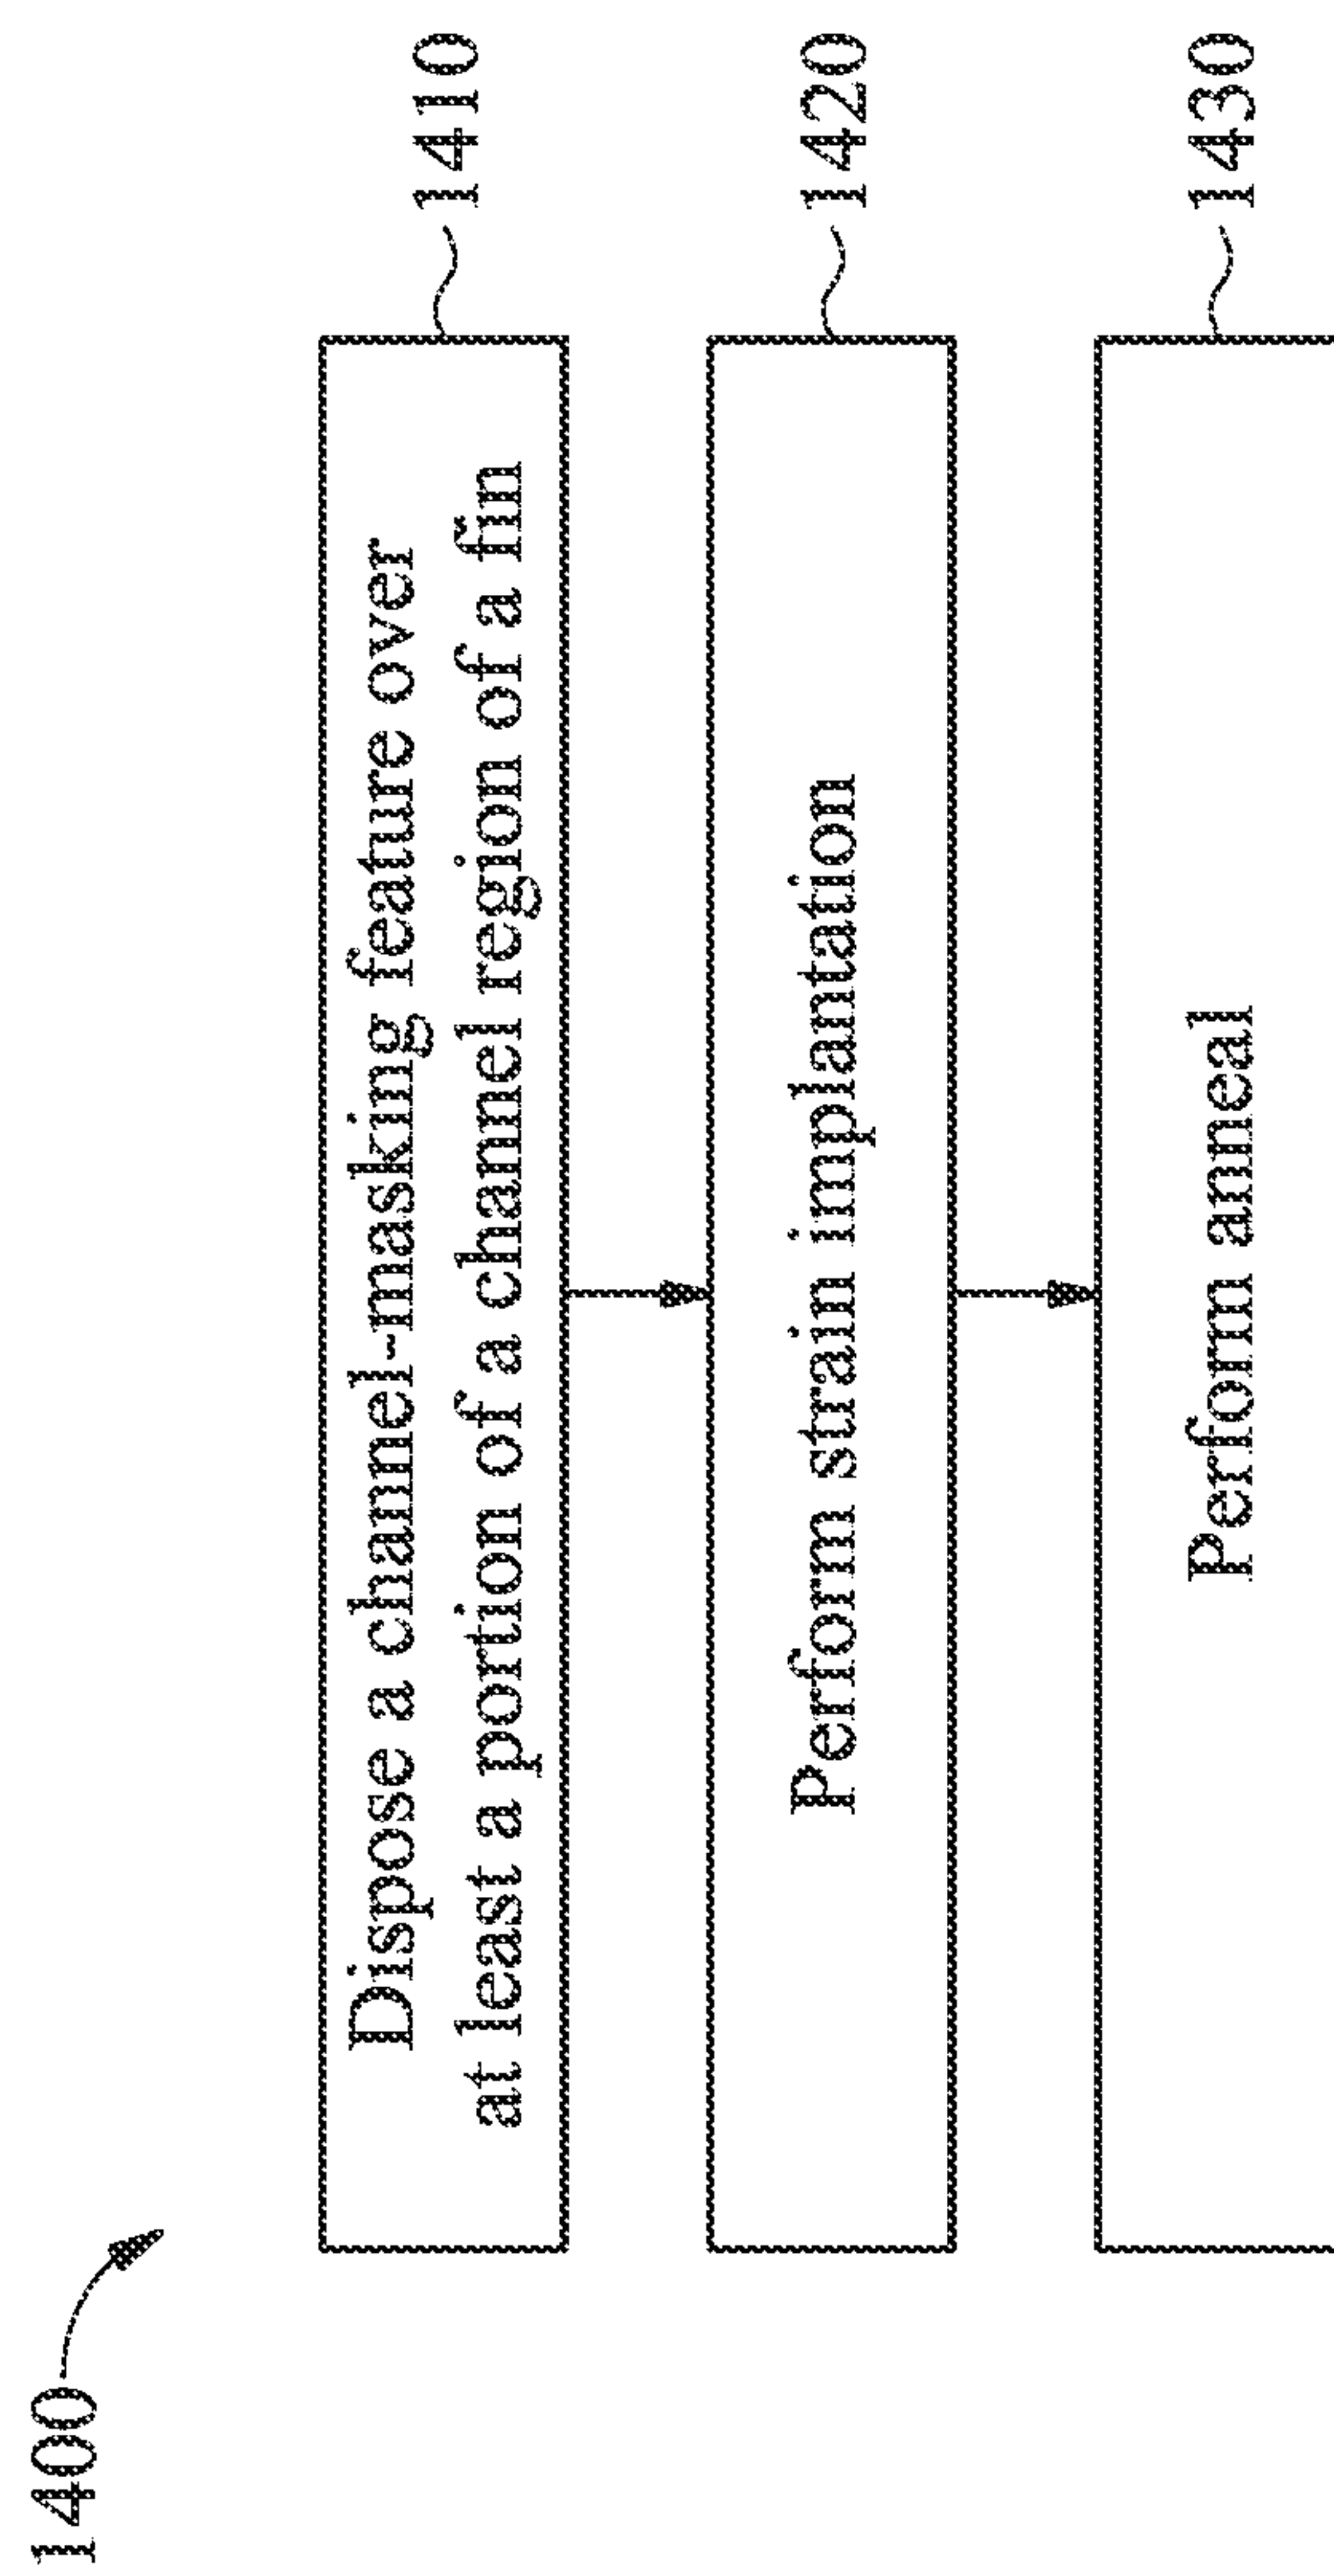 1400
Dispose a channel-masking feature over
at least a portion of a channel region of a fin
1410
Perform strain implantation
1420
Perform anneal
1430